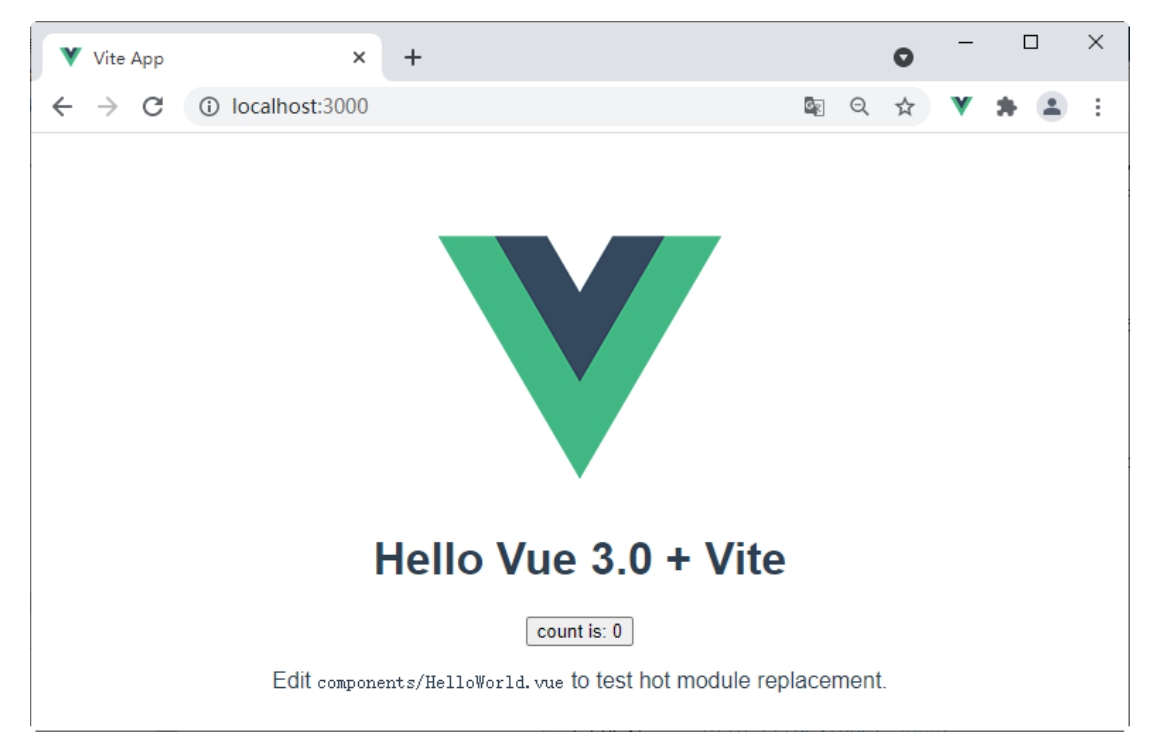 Vite App
localhost:3000
Hello Vue 3.0 + Vite
count is: 0
Edit components/HelloWorld.vue to test hot module replacement.